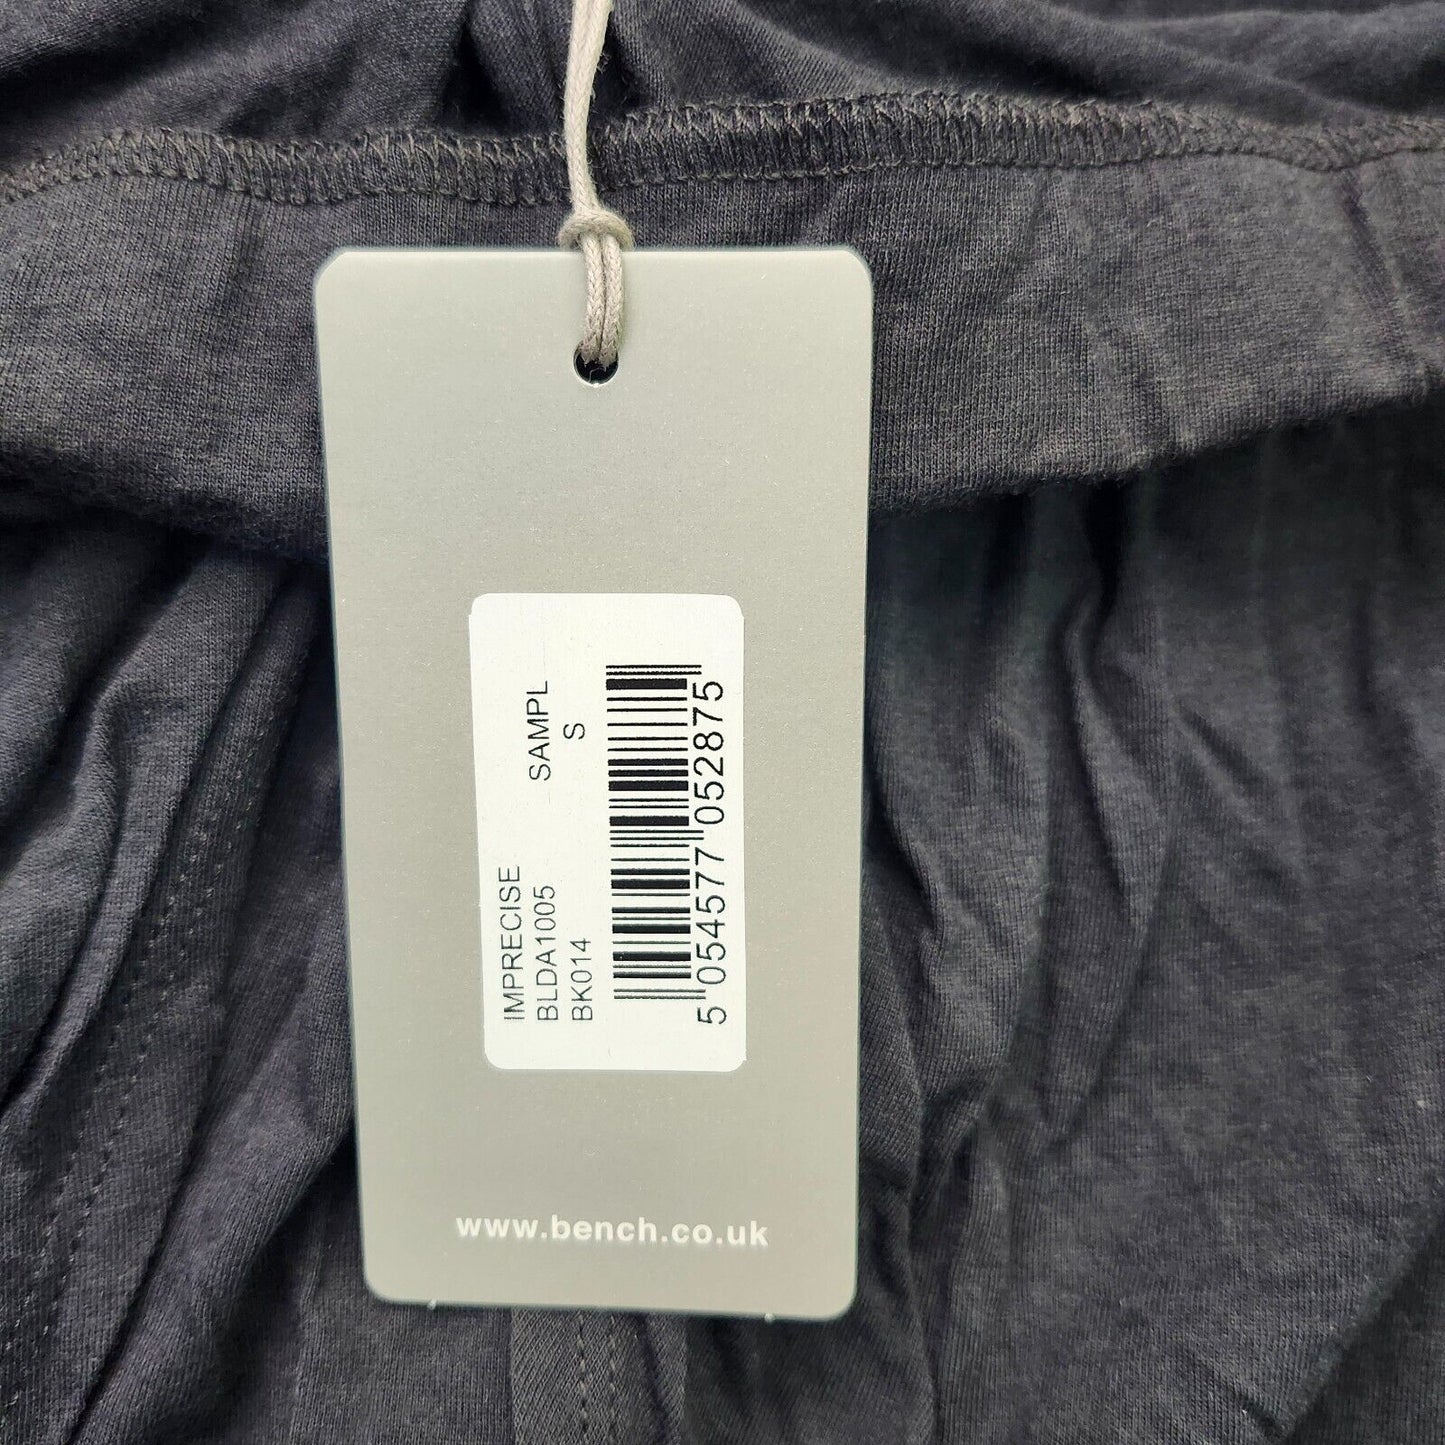 IMPRECISE
BLDA1005 SAMPL
BK014 S
5 054577 052875
www.bench.co.uk